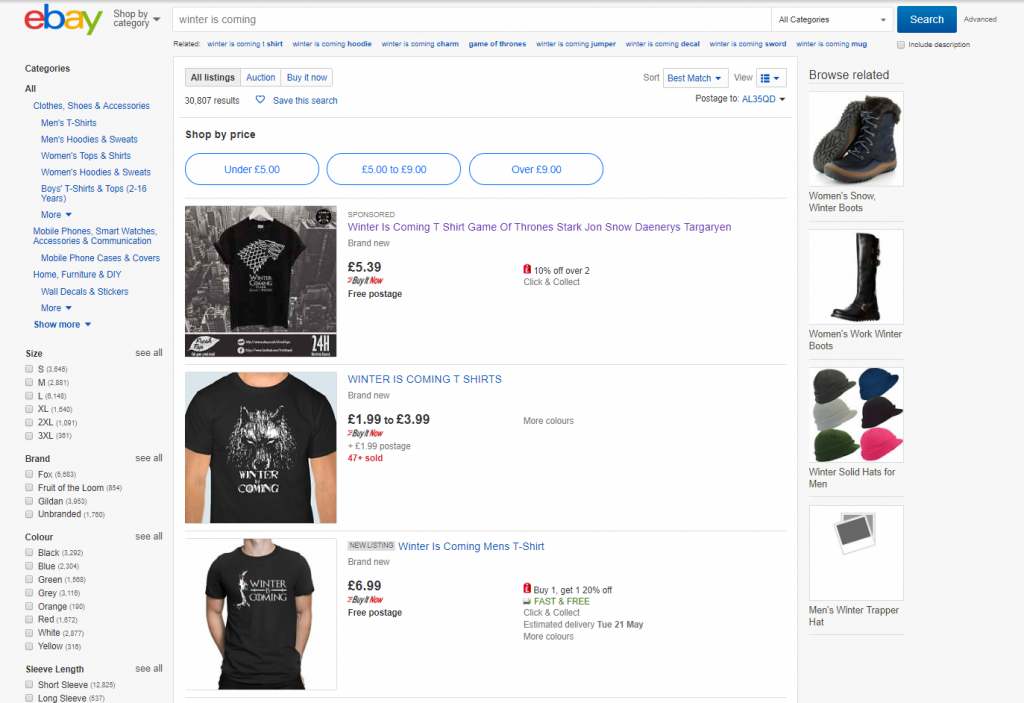 ebay
Shop by
category
winter is coming
All Categories
Search
Advanced
Related: winter is coming t shirt winter is coming hoodie winter is coming charm game of thrones winter is coming jumper winter is coming decal winter is coming sword winter is coming mug
Include description
Categories
All
Clothes, Shoes & Accessories
Men's T-Shirts
Men's Hoodies & Sweats
Women's Tops & Shirts
Women's Hoodies & Sweats
Boys' T-Shirts & Tops (2-16
Years)
More
Mobile Phones, Smart Watches,
Accessories & Communication
Mobile Phone Cases & Covers
Home, Furniture & DIY
Wall Decals & Stickers
More
Show more
Size see all
S
M (2,881)
L
XL (1,640)
2XL (1,091)
3XL (361)
Brand see all
Fox
Fruit of the Loom (854)
Gildan
Unbranded (1,760)
Colour see all
Black (3,292)
Blue (2,304)
Green
Grey
Orange (190)
Red (1,672)
White (2,877)
Yellow
Sleeve Length see all
Short Sleeve (12,825)
Long Sleeve (537)
All listings Auction Buy it now
Sort Best Match View
30,807 results Save this search
Postage to: AL35QD
Shop by price
Under £5.00 £5.00 to £9.00 Over £9.00
WINTER
IS
COMING
24H
SPONSORED
Winter Is Coming T Shirt Game Of Thrones Stark Jon Snow Daenerys Targaryen
Brand new
£5.39
Buy It Now
Free postage
10% off over 2
Click & Collect
WINTER
IS
COMING
WINTER IS COMING T SHIRTS
Brand new
£1.99 to £3.99
Buy It Now
+ £1.99 postage
47+ sold
More colours
WINTER
IS
COMING
NEW LISTING Winter Is Coming Mens T-Shirt
Brand new
£6.99
Buy It Now
Free postage
Buy 1, get 1 20% off
FAST & FREE
Click & Collect
Estimated delivery Tue 21 May
More colours
Browse related
Women's Snow,
Winter Boots
Women's Work Winter
Boots
Winter Solid Hats for
Men
Men's Winter Trapper
Hat